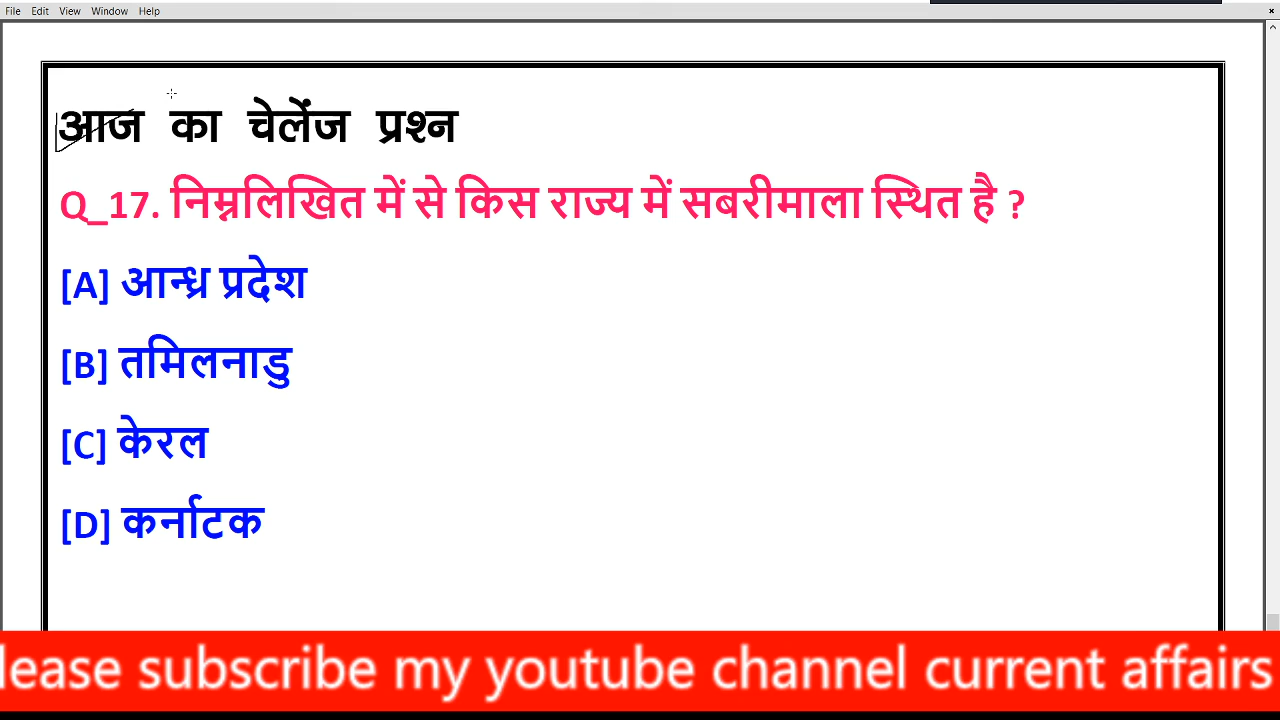 File Edit View Window Help
आज का चेलेंज प्रश्न
Q_17. निम्नलिखित में से किस राज्य में सबरीमाला स्थित है ?
[A] आन्ध्र प्रदेश
[B] तमिलनाडु
[C] केरल
[D] कर्नाटक
lease subscribe my youtube channel current affairs